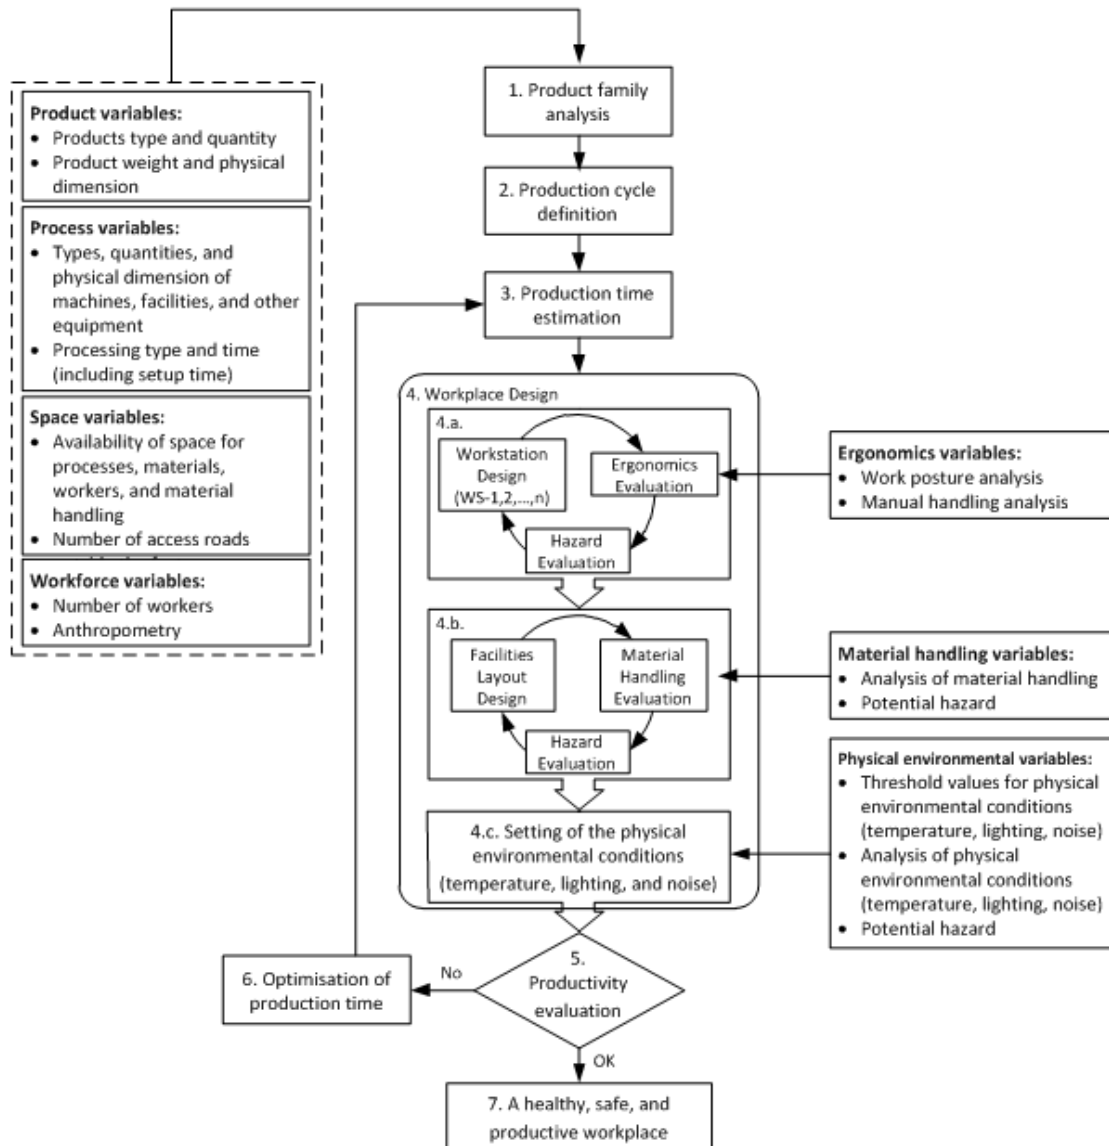 1. Product family
analysis
Product variables:
• Products type and quantity
• Product weight and physical
dimension
Process variables:
• Types, quantities, and
physical dimension of
machines, facilities, and other
equipment
• Processing type and time
(including setup time)
Space variables:
• Availability of space for
processes, materials,
workers, and material
handling
• Number of access roads
Workforce variables:
• Number of workers
• Anthropometry
2. Production cycle
definition
3. Production time
estimation
4. Workplace Design
4.a.
Workstation
Design
(WS-1,2,...,n)
Ergonomics
Evaluation
Hazard
Evaluation
Ergonomics variables:
• Work posture analysis
• Manual handling analysis
4.b.
Facilities
Layout
Design
Material
Handling
Evaluation
Hazard
Evaluation
Material handling variables:
• Analysis of material handling
• Potential hazard
4.c. Setting of the physical
environmental conditions
(temperature, lighting, and noise)
Physical environmental variables:
• Threshold values for physical
environmental conditions
(temperature, lighting, noise)
• Analysis of physical
environmental conditions
(temperature, lighting, noise)
• Potential hazard
5.
Productivity
evaluation
No
6. Optimisation of
production time
OK
7. A healthy, safe, and
productive workplace